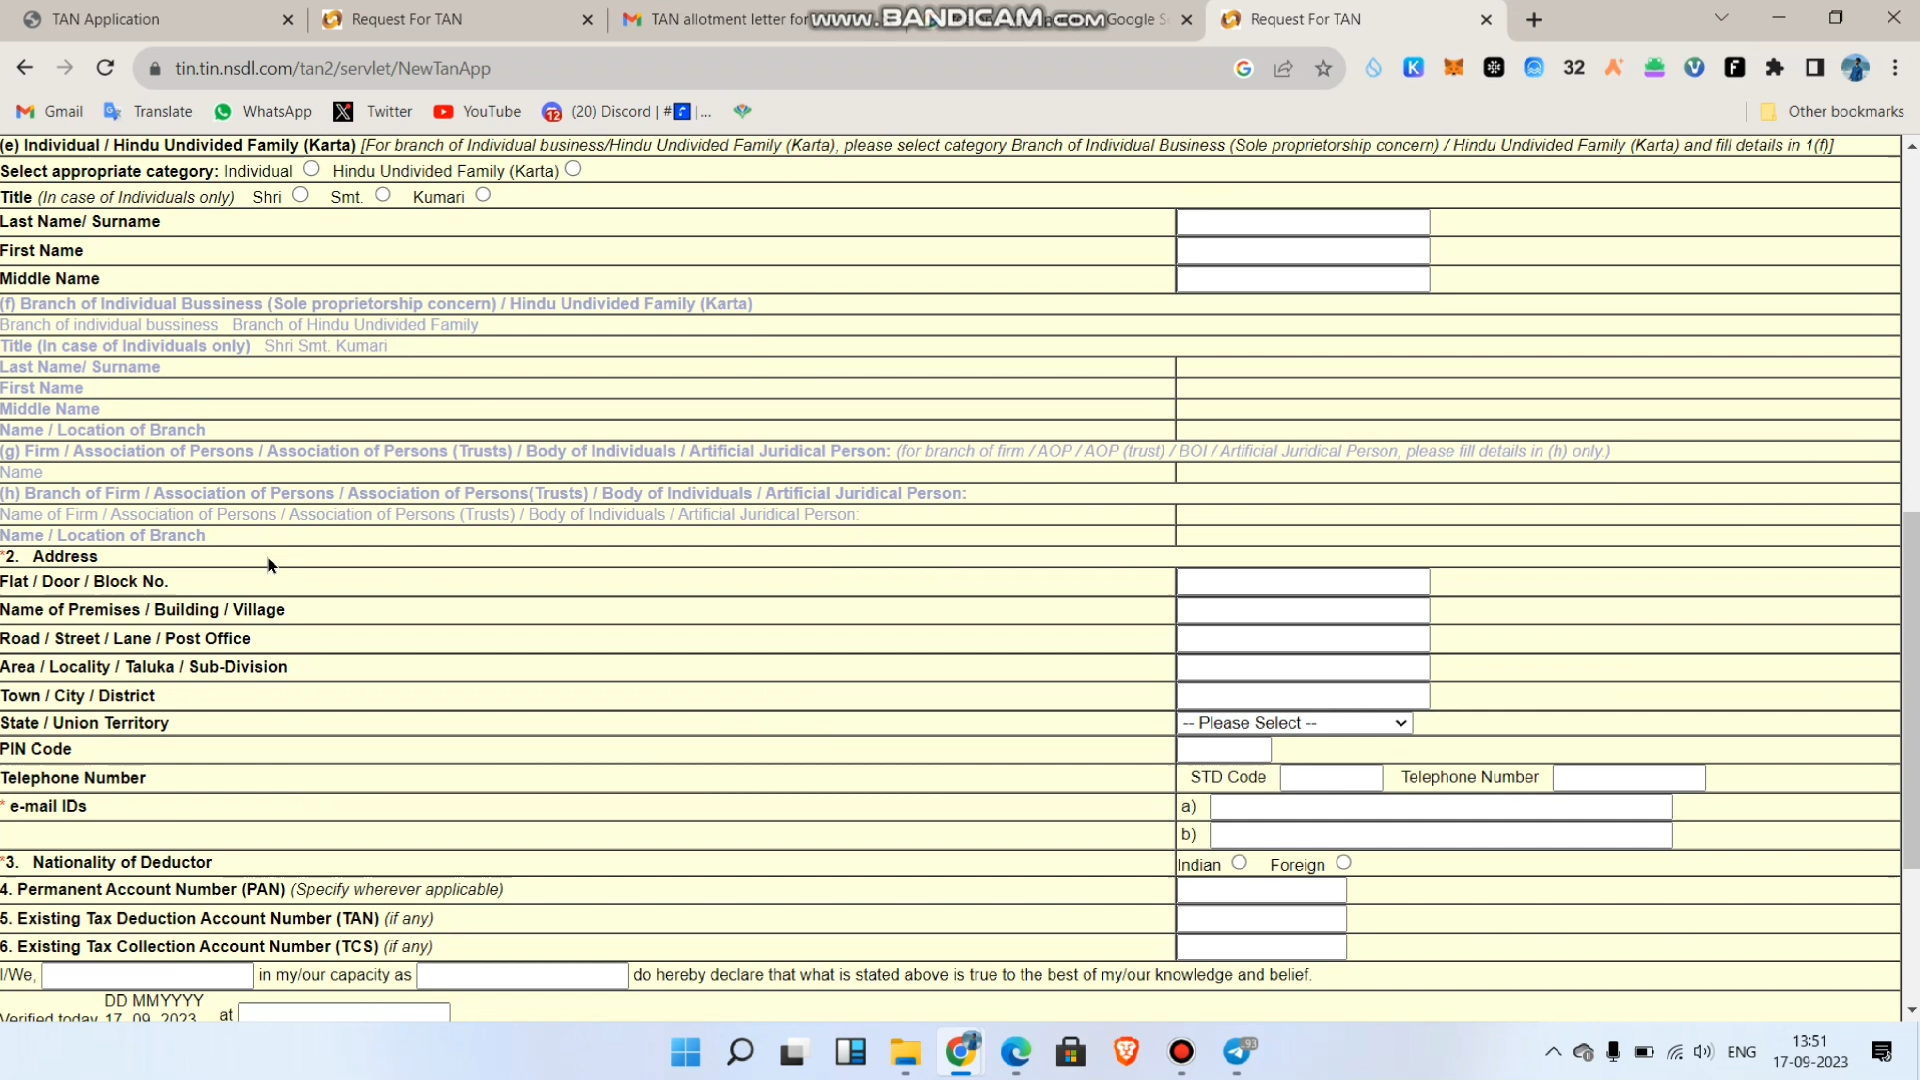 TAN Application
Request For TAN
TAN allotment letter for
www.BANDICAM.com
Google S
Request For TAN
tin.tin.nsdl.com/tan2/servlet/NewTanApp
32
Gmail Translate WhatsApp Twitter YouTube 12 (20) Discord | # | ... Other bookmarks
(e) Individual / Hindu Undivided Family (Karta) [For branch of Individual business/Hindu Undivided Family (Karta), please select category Branch of Individual Business (Sole proprietorship concern) / Hindu Undivided Family (Karta) and fill details in 1(f)]
Select appropriate category: Individual Hindu Undivided Family (Karta)
Title (In case of Individuals only) Shri Smt. Kumari
Last Name/ Surname
First Name
Middle Name
(f) Branch of Individual Bussiness (Sole proprietorship concern) / Hindu Undivided Family (Karta)
Branch of individual bussiness Branch of Hindu Undivided Family
Title (In case of Individuals only) Shri Smt. Kumari
Last Name/ Surname
First Name
Middle Name
Name / Location of Branch
(g) Firm / Association of Persons / Association of Persons (Trusts) / Body of Individuals / Artificial Juridical Person: (for branch of firm / AOP / AOP (trust) / BOI / Artificial Juridical Person, please fill details in (h) only.)
Name
(h) Branch of Firm / Association of Persons / Association of Persons(Trusts) / Body of Individuals / Artificial Juridical Person:
Name of Firm / Association of Persons / Association of Persons (Trusts) / Body of Individuals / Artificial Juridical Person:
Name / Location of Branch
*2. Address
Flat / Door / Block No.
Name of Premises / Building / Village
Road / Street / Lane / Post Office
Area / Locality / Taluka / Sub-Division
Town / City / District
State / Union Territory -- Please Select --
PIN Code
Telephone Number STD Code Telephone Number
* e-mail IDs a)
b)
*3. Nationality of Deductor Indian Foreign
4. Permanent Account Number (PAN) (Specify wherever applicable)
5. Existing Tax Deduction Account Number (TAN) (if any)
6. Existing Tax Collection Account Number (TCS) (if any)
I/We, in my/our capacity as do hereby declare that what is stated above is true to the best of my/our knowledge and belief.
DD MMYYYY
Verified today 17 09 2023 at
93
ENG
13:51
17-09-2023